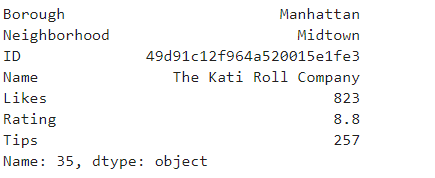 Borough Manhattan
Neighborhood Midtown
ID 49d91c12f964a520015e1fe3
Name The Kati Roll Company
Likes 823
Rating 8.8
Tips 257
Name: 35, dtype: object